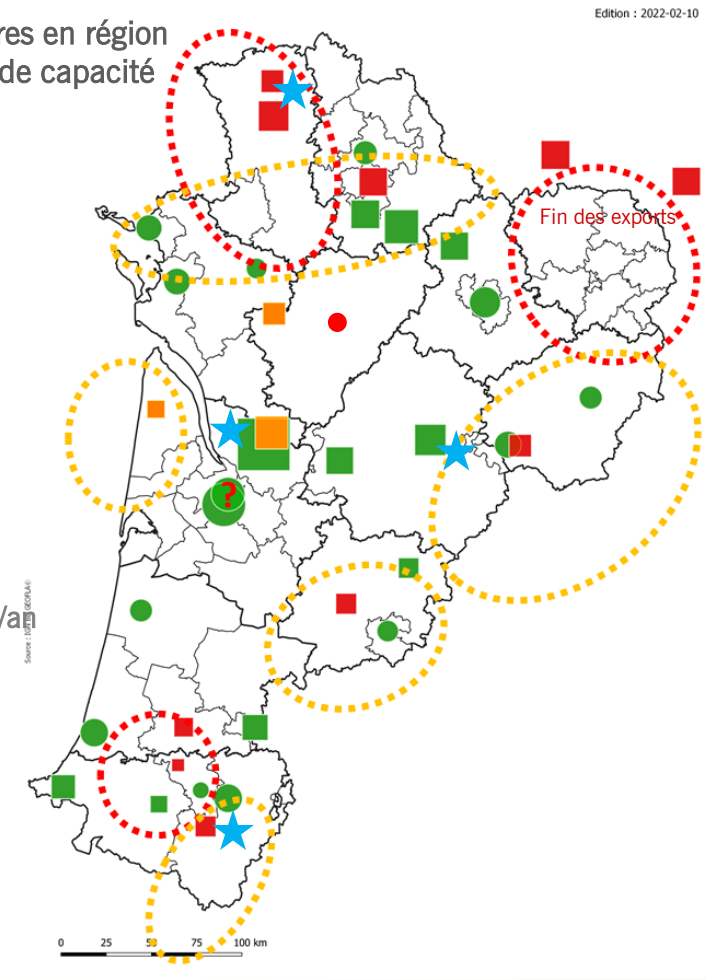 Edition : 2022-02-10
res en région
de capacité
Fin des exports
?
/an
0 25 50 75 100 km